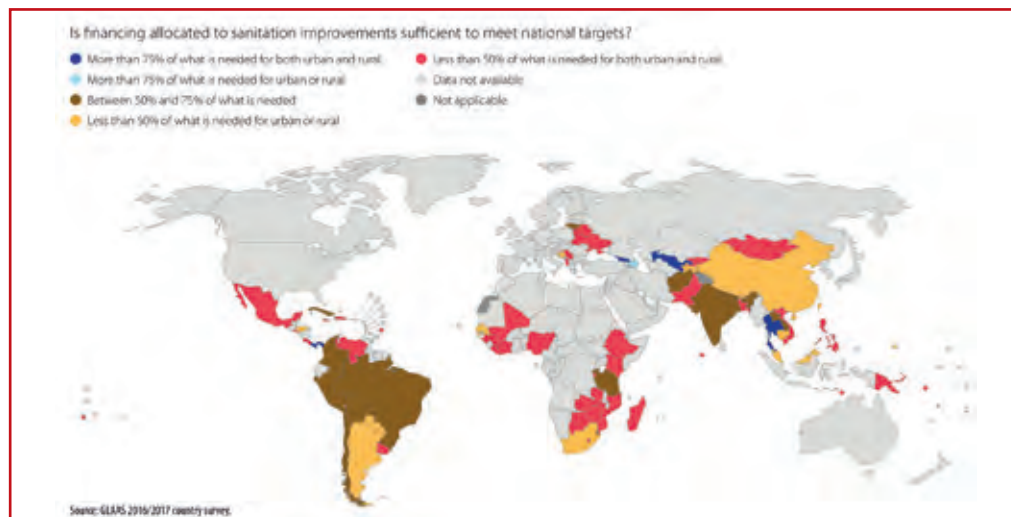 Is financing allocated to sanitation improvements sufficient to meet national targets?
More than 75% of what is needed for both urban and rural
More than 75% of what is needed for urban or rural
Between 50% and 75% of what is needed
Less than 50% of what is needed for urban or rural
Less than 50% of what is needed for both urban and rural
Data not available
Not applicable
Source: GLAAS 2016/2017 country survey.